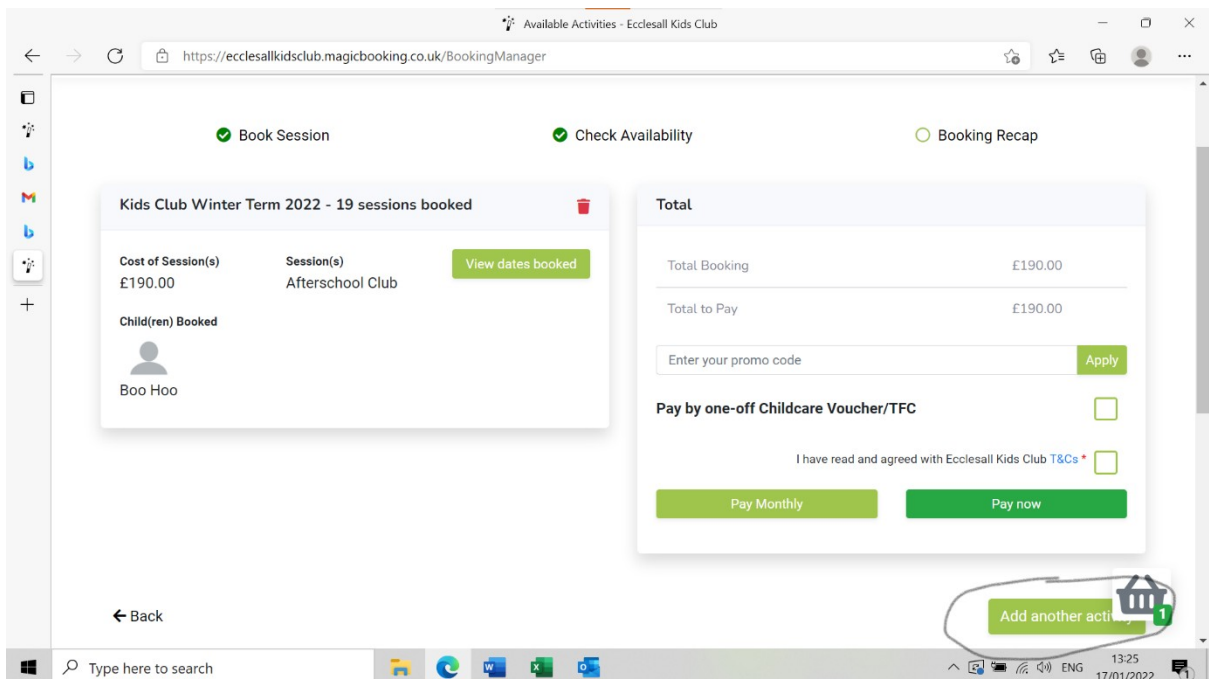 Available Activities - Ecclesall Kids Club
https://ecclesallkidsclub.magicbooking.co.uk/BookingManager
Book Session
Check Availability
Booking Recap
Kids Club Winter Term 2022 - 19 sessions booked
Cost of Session(s)
£190.00
Session(s)
Afterschool Club
View dates booked
Child(ren) Booked
Boo Hoo
Total
Total Booking £190.00
Total to Pay £190.00
Enter your promo code
Apply
Pay by one-off Childcare Voucher/TFC
I have read and agreed with Ecclesall Kids Club T&Cs *
Pay Monthly
Pay now
Back
Add another
1
Type here to search
ENG
13:25
17/01/2022
1